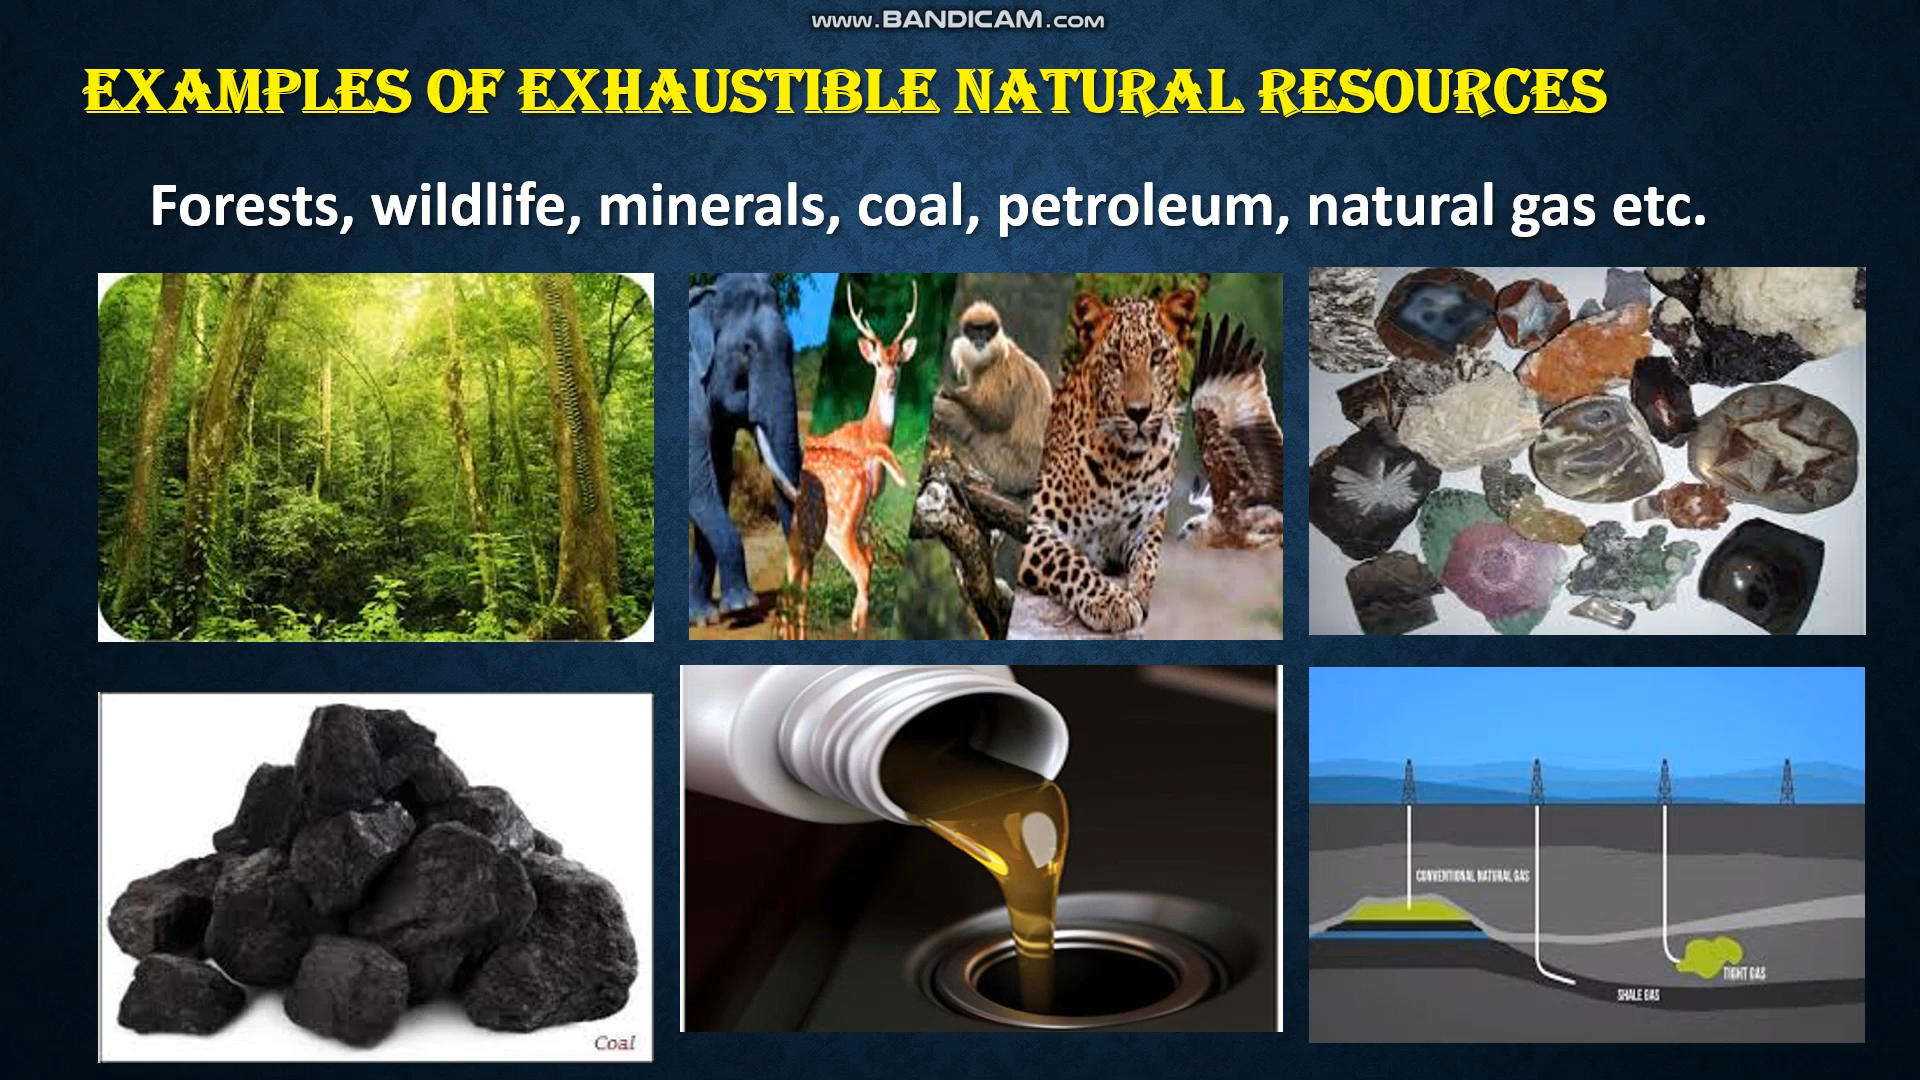 www.BANDICAM.com
EXAMPLES OF EXHAUSTIBLE NATURAL RESOURCES
Forests, wildlife, minerals, coal, petroleum, natural gas etc.
Coal
CONVENTIONAL NATURAL GAS
TIGHT GAS
SHALE GAS